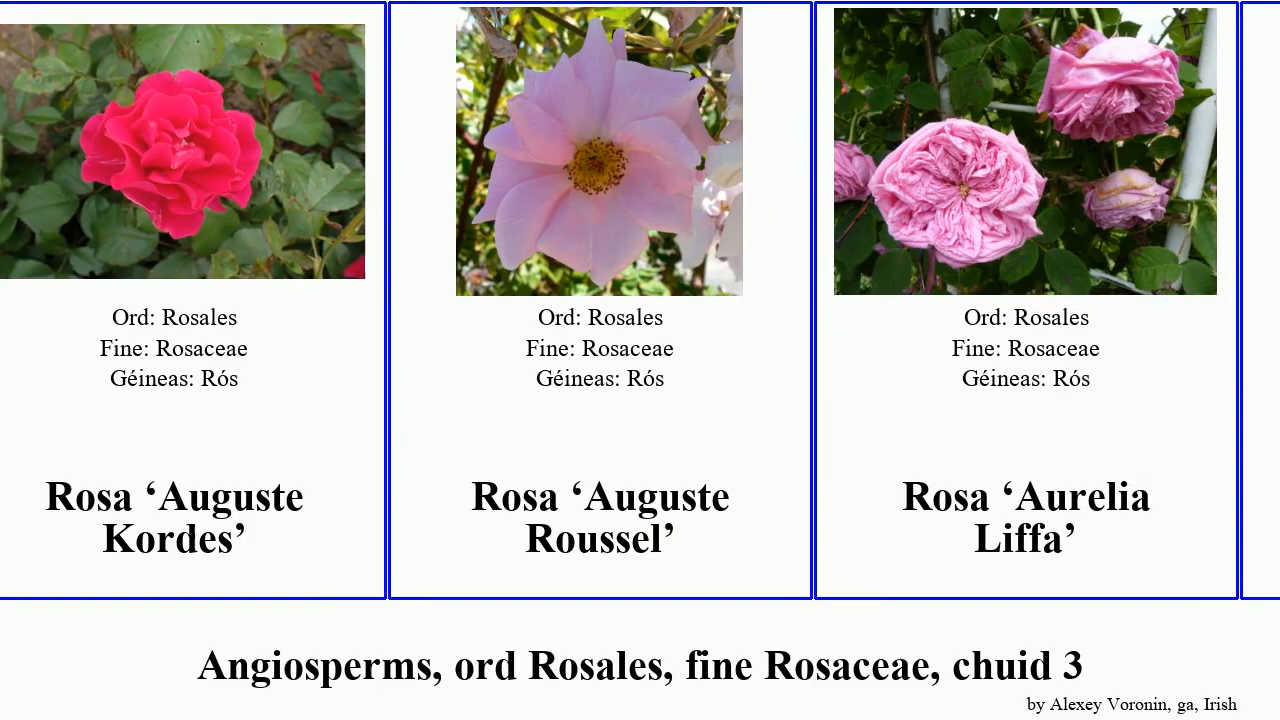 Ord: Rosales
Fine: Rosaceae
Géineas: Rós
Rosa ‘Auguste
Kordes’
Ord: Rosales
Fine: Rosaceae
Géineas: Rós
Rosa ‘Auguste
Roussel’
Ord: Rosales
Fine: Rosaceae
Géineas: Rós
Rosa ‘Aurelia
Liffa’
Angiosperms, ord Rosales, fine Rosaceae, chuid 3
by Alexey Voronin, ga, Irish